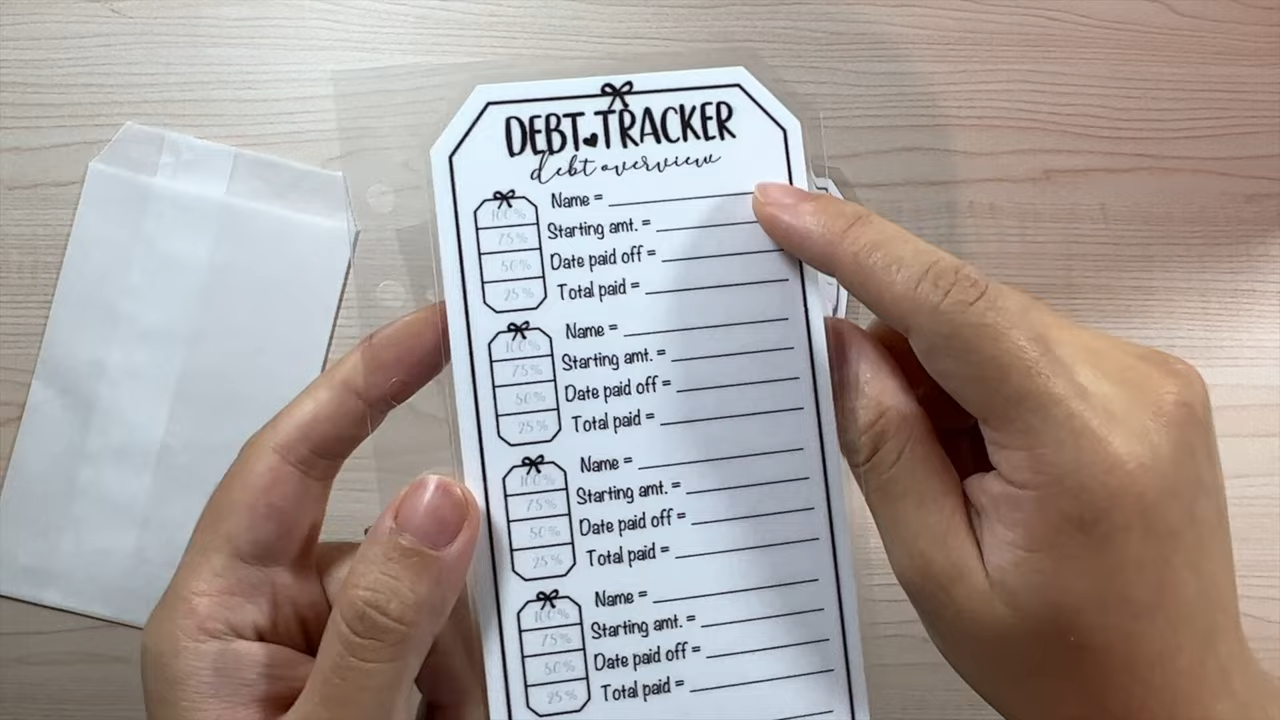 DEBT TRACKER
debt overview
100%
75%
50%
25%
Name =
Starting amt. =
Date paid off =
Total paid =
100%
75%
50%
25%
Name =
Starting amt. =
Date paid off =
Total paid =
100%
75%
50%
25%
Name =
Starting amt. =
Date paid off =
Total paid =
100%
75%
50%
25%
Name =
Starting amt. =
Date paid off =
Total paid =